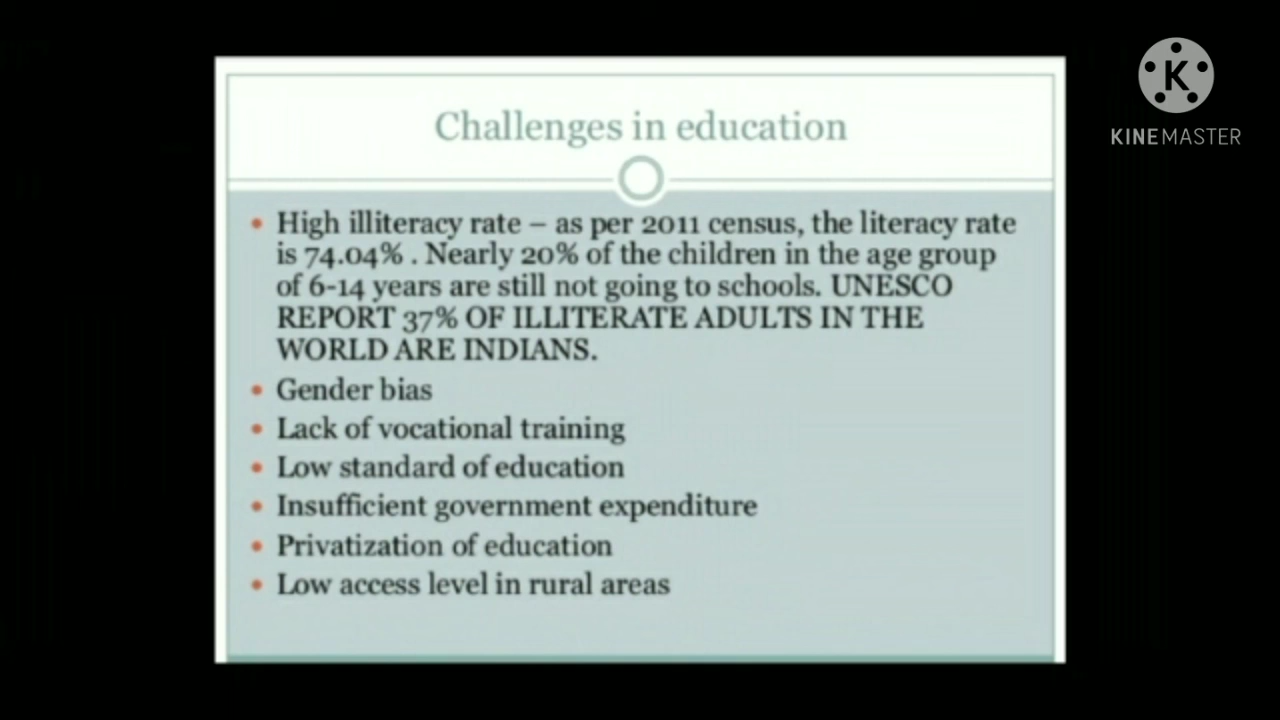 Challenges in education
K
KINEMASTER
• High illiteracy rate – as per 2011 census, the literacy rate
is 74.04% . Nearly 20% of the children in the age group
of 6-14 years are still not going to schools. UNESCO
REPORT 37% OF ILLITERATE ADULTS IN THE
WORLD ARE INDIANS.
• Gender bias
• Lack of vocational training
• Low standard of education
• Insufficient government expenditure
• Privatization of education
• Low access level in rural areas